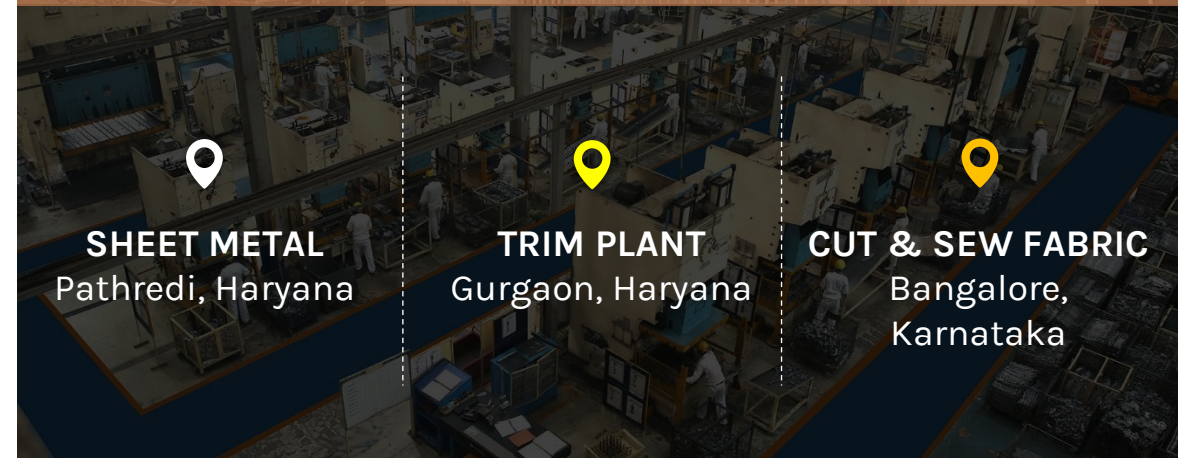 SHEET METAL
Pathredi, Haryana
TRIM PLANT
Gurgaon, Haryana
CUT & SEW FABRIC
Bangalore,
Karnataka